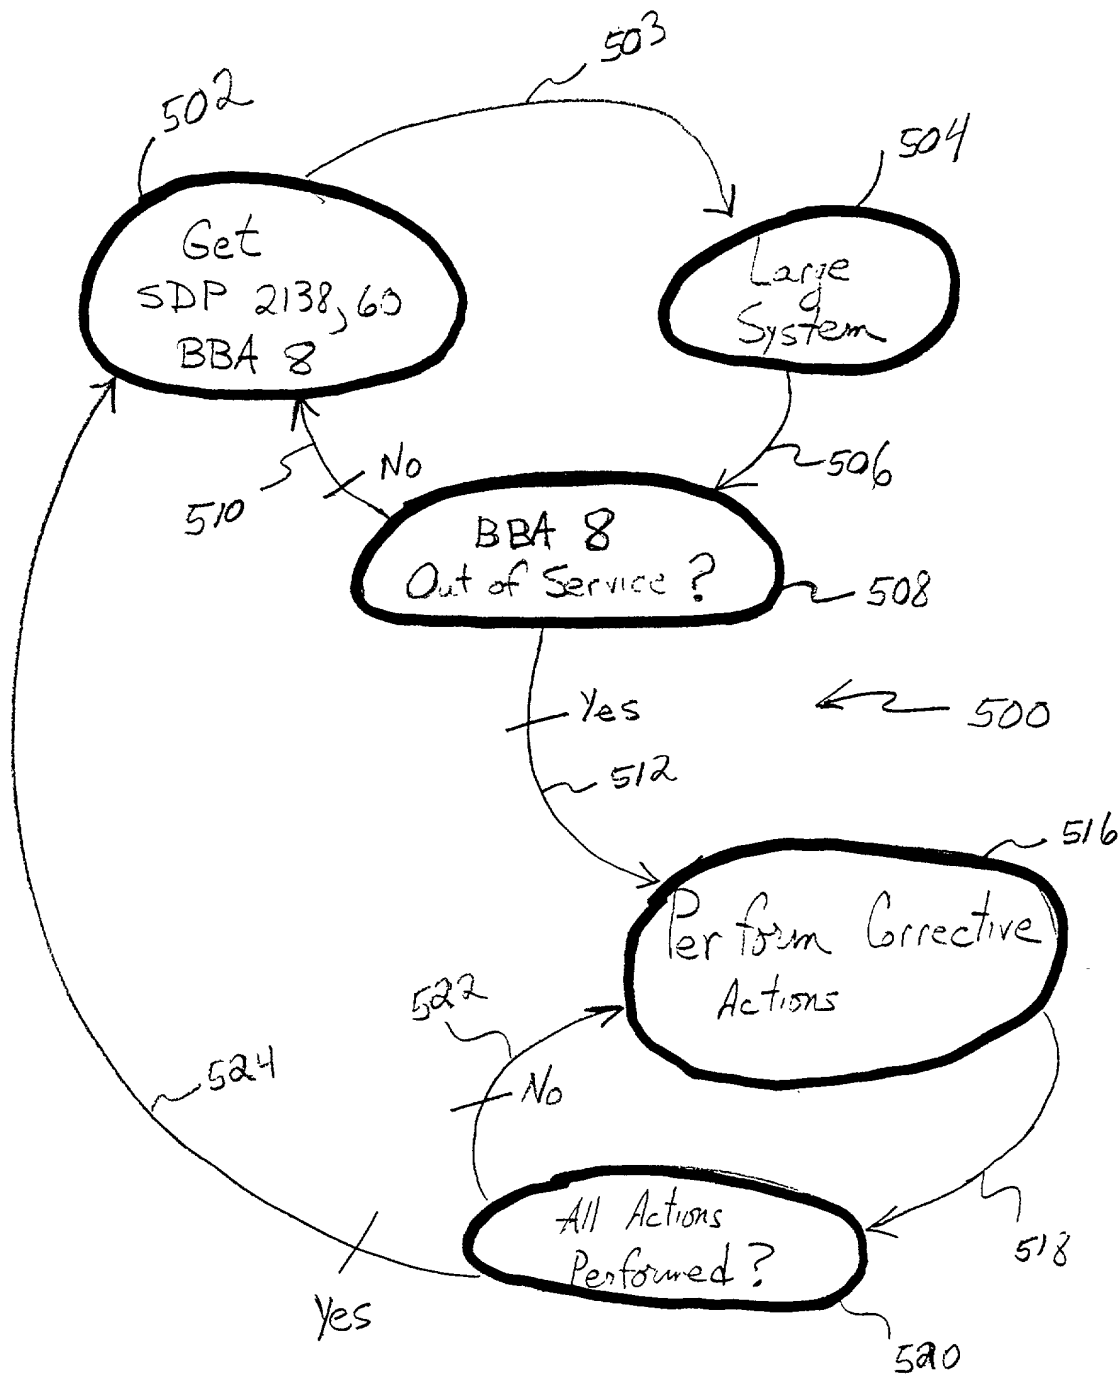 503
502
504
Get
SDP 2138,60
BBA 8
Large
System
No
506
510
BBA 8
Out of Service ?
508
Yes
500
512
516
Perform Corrective
Actions
522
524
No
All Actions
Performed ?
518
Yes
520